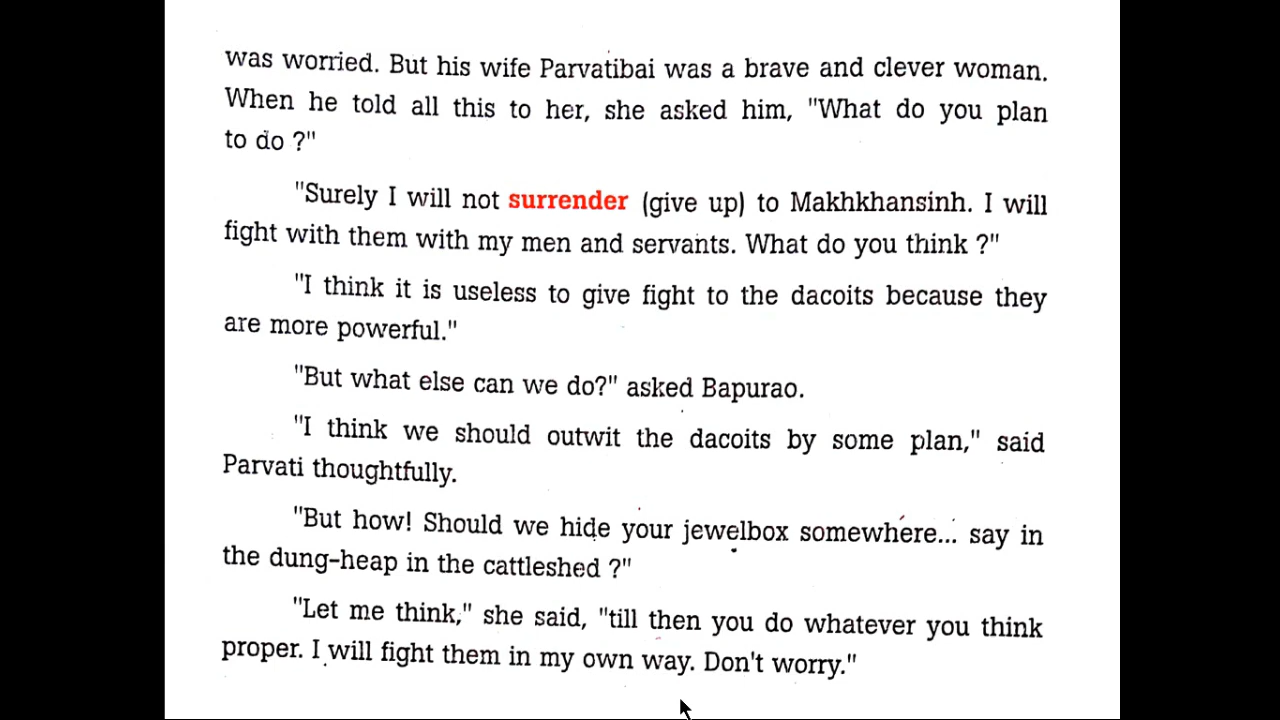 was worried. But his wife Parvatibai was a brave and clever woman.
When he told all this to her, she asked him, "What do you plan
to do ?"
"Surely I will not surrender (give up) to Makhkhansinh. I will
fight with them with my men and servants. What do you think ?"
"I think it is useless to give fight to the dacoits because they
are more powerful."
"But what else can we do?" asked Bapurao.
"I think we should outwit the dacoits by some plan," said
Parvati thoughtfully.
"But how! Should we hide your jewelbox somewhere... say in
the dung-heap in the cattleshed ?"
"Let me think," she said, "till then you do whatever you think
proper. I will fight them in my own way. Don't worry."